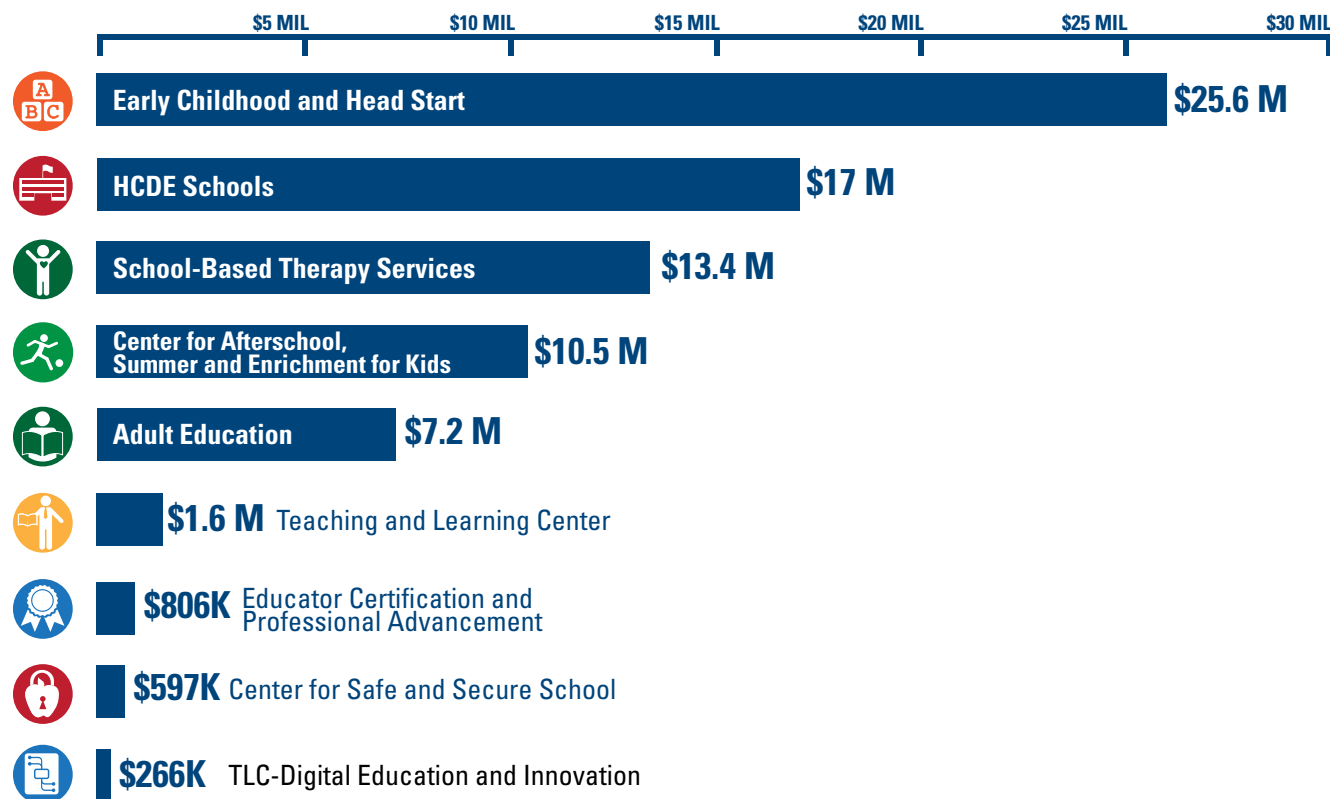 $5 MIL $10 MIL $15 MIL $20 MIL $25 MIL $30 MIL
A
B C
Early Childhood and Head Start $25.6 M
HCDE Schools $17 M
School-Based Therapy Services $13.4 M
Center for Afterschool,
Summer and Enrichment for Kids $10.5 M
Adult Education $7.2 M
$1.6 M Teaching and Learning Center
$806K Educator Certification and
Professional Advancement
$597K Center for Safe and Secure School
$266K TLC-Digital Education and Innovation